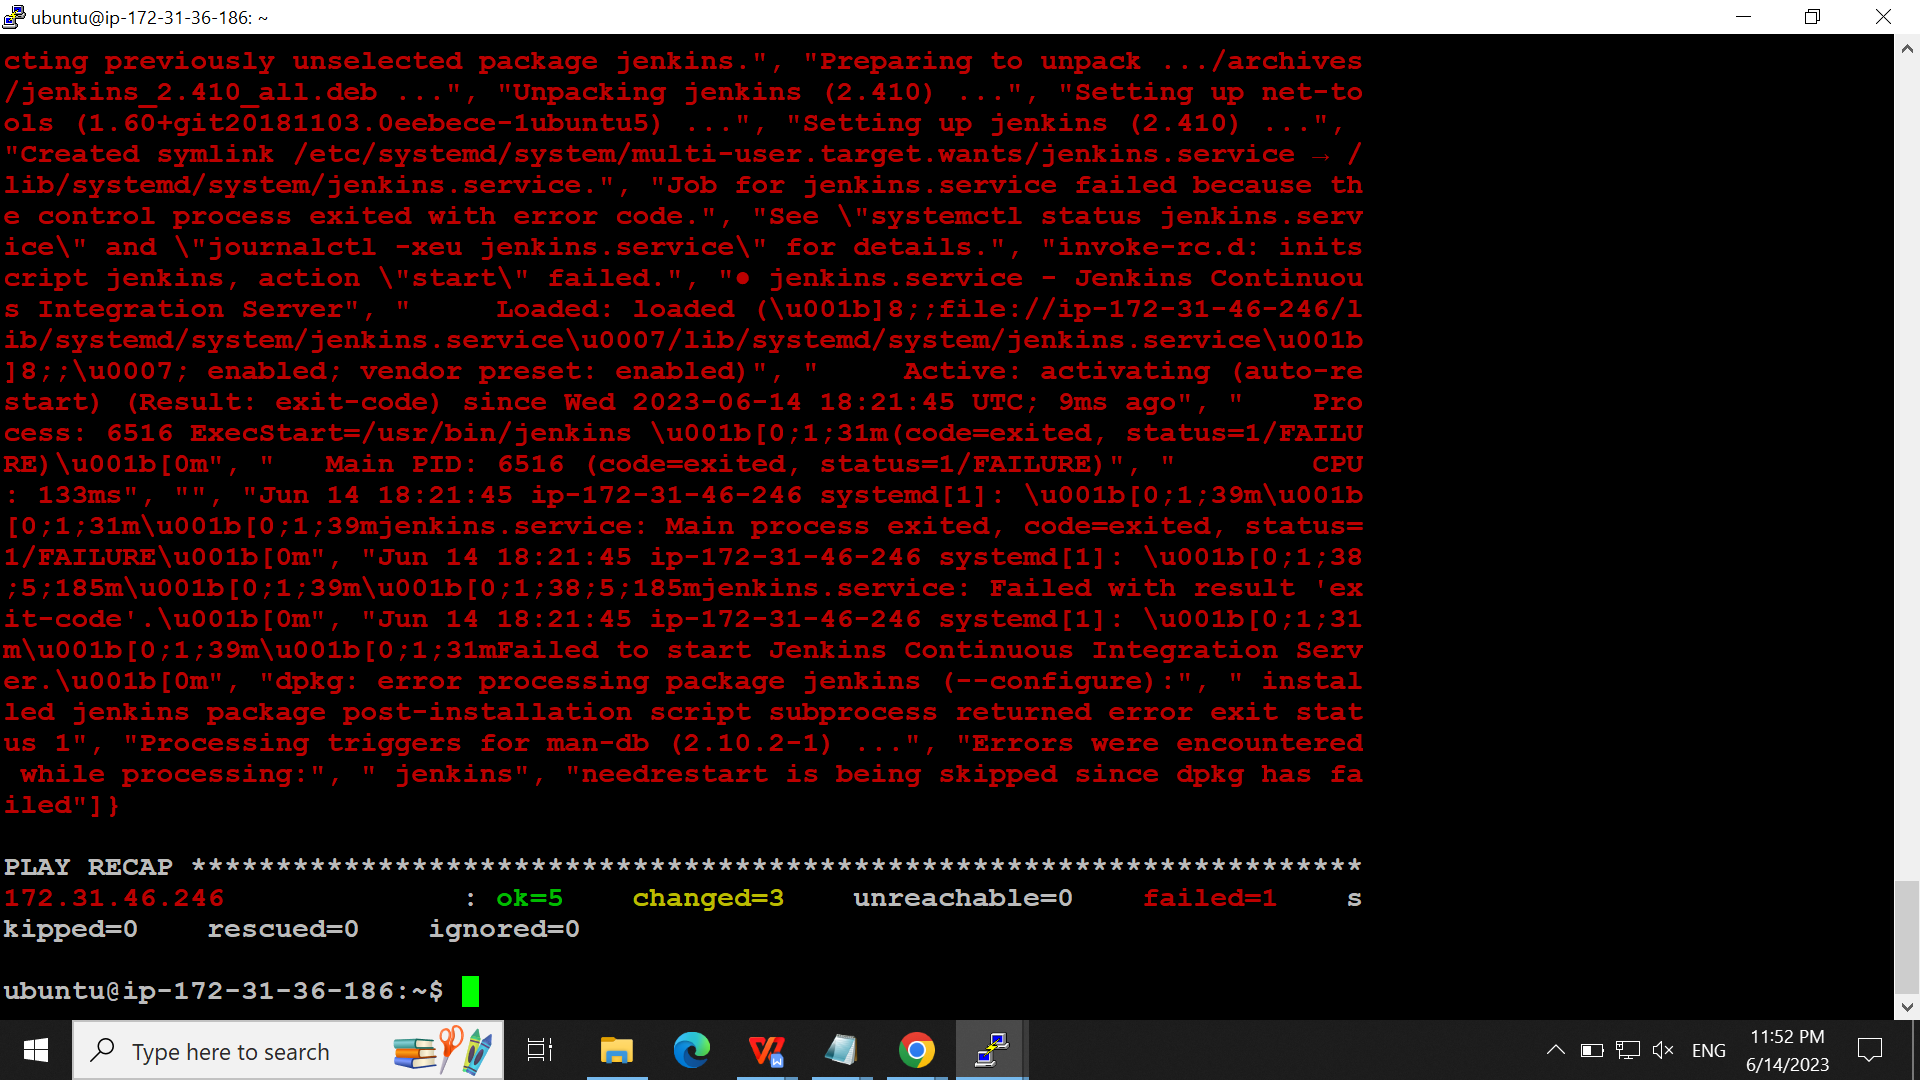 ubuntu@ip-172-31-36-186: ~
cting previously unselected package jenkins.", "Preparing to unpack .../archives
/jenkins_2.410_all.deb ...", "Unpacking jenkins (2.410) ...", "Setting up net-to
ols (1.60+git20181103.0eebece-1ubuntu5) ...", "Setting up jenkins (2.410) ...",
"Created symlink /etc/systemd/system/multi-user.target.wants/jenkins.service → /
lib/systemd/system/jenkins.service.", "Job for jenkins.service failed because th
e control process exited with error code.", "See \"systemctl status jenkins.serv
ice\" and \"journalctl -xeu jenkins.service\" for details.", "invoke-rc.d: inits
cript jenkins, action \"start\" failed.", "● jenkins.service - Jenkins Continuou
s Integration Server", "     Loaded: loaded (\u001b]8;;file://ip-172-31-46-246/l
ib/systemd/system/jenkins.service\u0007/lib/systemd/system/jenkins.service\u001b
]8;;\u0007; enabled; vendor preset: enabled)", "     Active: activating (auto-re
start) (Result: exit-code) since Wed 2023-06-14 18:21:45 UTC; 9ms ago", "    Pro
cess: 6516 ExecStart=/usr/bin/jenkins \u001b[0;1;31m(code=exited, status=1/FAILU
RE)\u001b[0m", "   Main PID: 6516 (code=exited, status=1/FAILURE)", "        CPU
: 133ms", "", "Jun 14 18:21:45 ip-172-31-46-246 systemd[1]: \u001b[0;1;39m\u001b
[0;1;31m\u001b[0;1;39mjenkins.service: Main process exited, code=exited, status=
1/FAILURE\u001b[0m", "Jun 14 18:21:45 ip-172-31-46-246 systemd[1]: \u001b[0;1;38
;5;185m\u001b[0;1;39m\u001b[0;1;38;5;185mjenkins.service: Failed with result 'ex
it-code'.\u001b[0m", "Jun 14 18:21:45 ip-172-31-46-246 systemd[1]: \u001b[0;1;31
m\u001b[0;1;39m\u001b[0;1;31mFailed to start Jenkins Continuous Integration Serv
er.\u001b[0m", "dpkg: error processing package jenkins (--configure):", " instal
led jenkins package post-installation script subprocess returned error exit stat
us 1", "Processing triggers for man-db (2.10.2-1) ...", "Errors were encountered
 while processing:", " jenkins", "needrestart is being skipped since dpkg has fa
iled"]}
PLAY RECAP *********************************************************************
172.31.46.246              : ok=5    changed=3    unreachable=0    failed=1    s
kipped=0    rescued=0    ignored=0
ubuntu@ip-172-31-36-186:~$
Type here to search
ENG
11:52 PM
6/14/2023